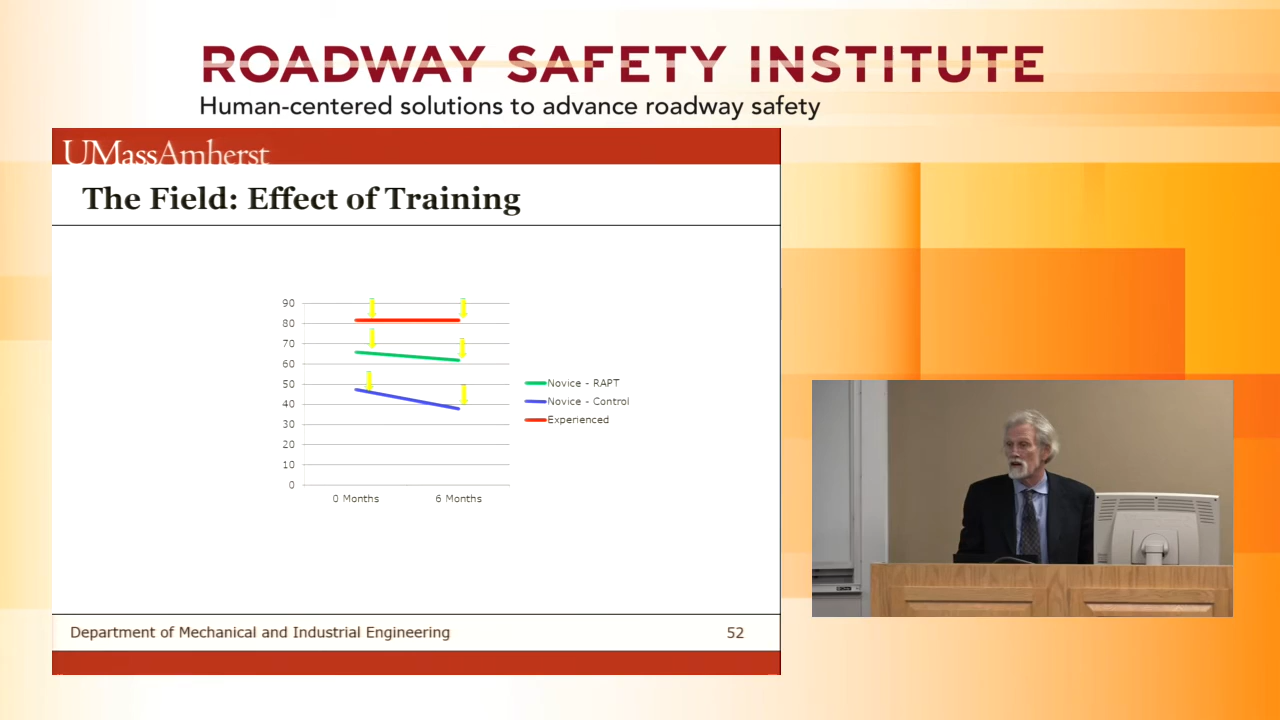 ROADWAY SAFETY INSTITUTE
Human-centered solutions to advance roadway safety
UMassAmherst
The Field: Effect of Training
90
80
70
60
50
40
30
20
10
0
0 Months
6 Months
Novice - RAPT
Novice - Control
Experienced
Department of Mechanical and Industrial Engineering
52